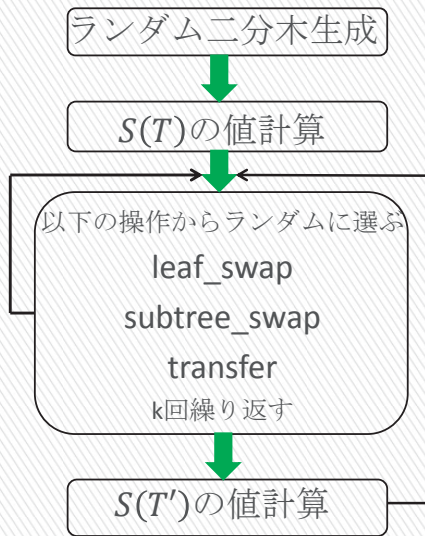 ランダム二分木生成
S(T)の値計算
以下の操作からランダムに選ぶ
leaf_swap
subtree_swap
transfer
k回繰り返す
S(T′)の値計算